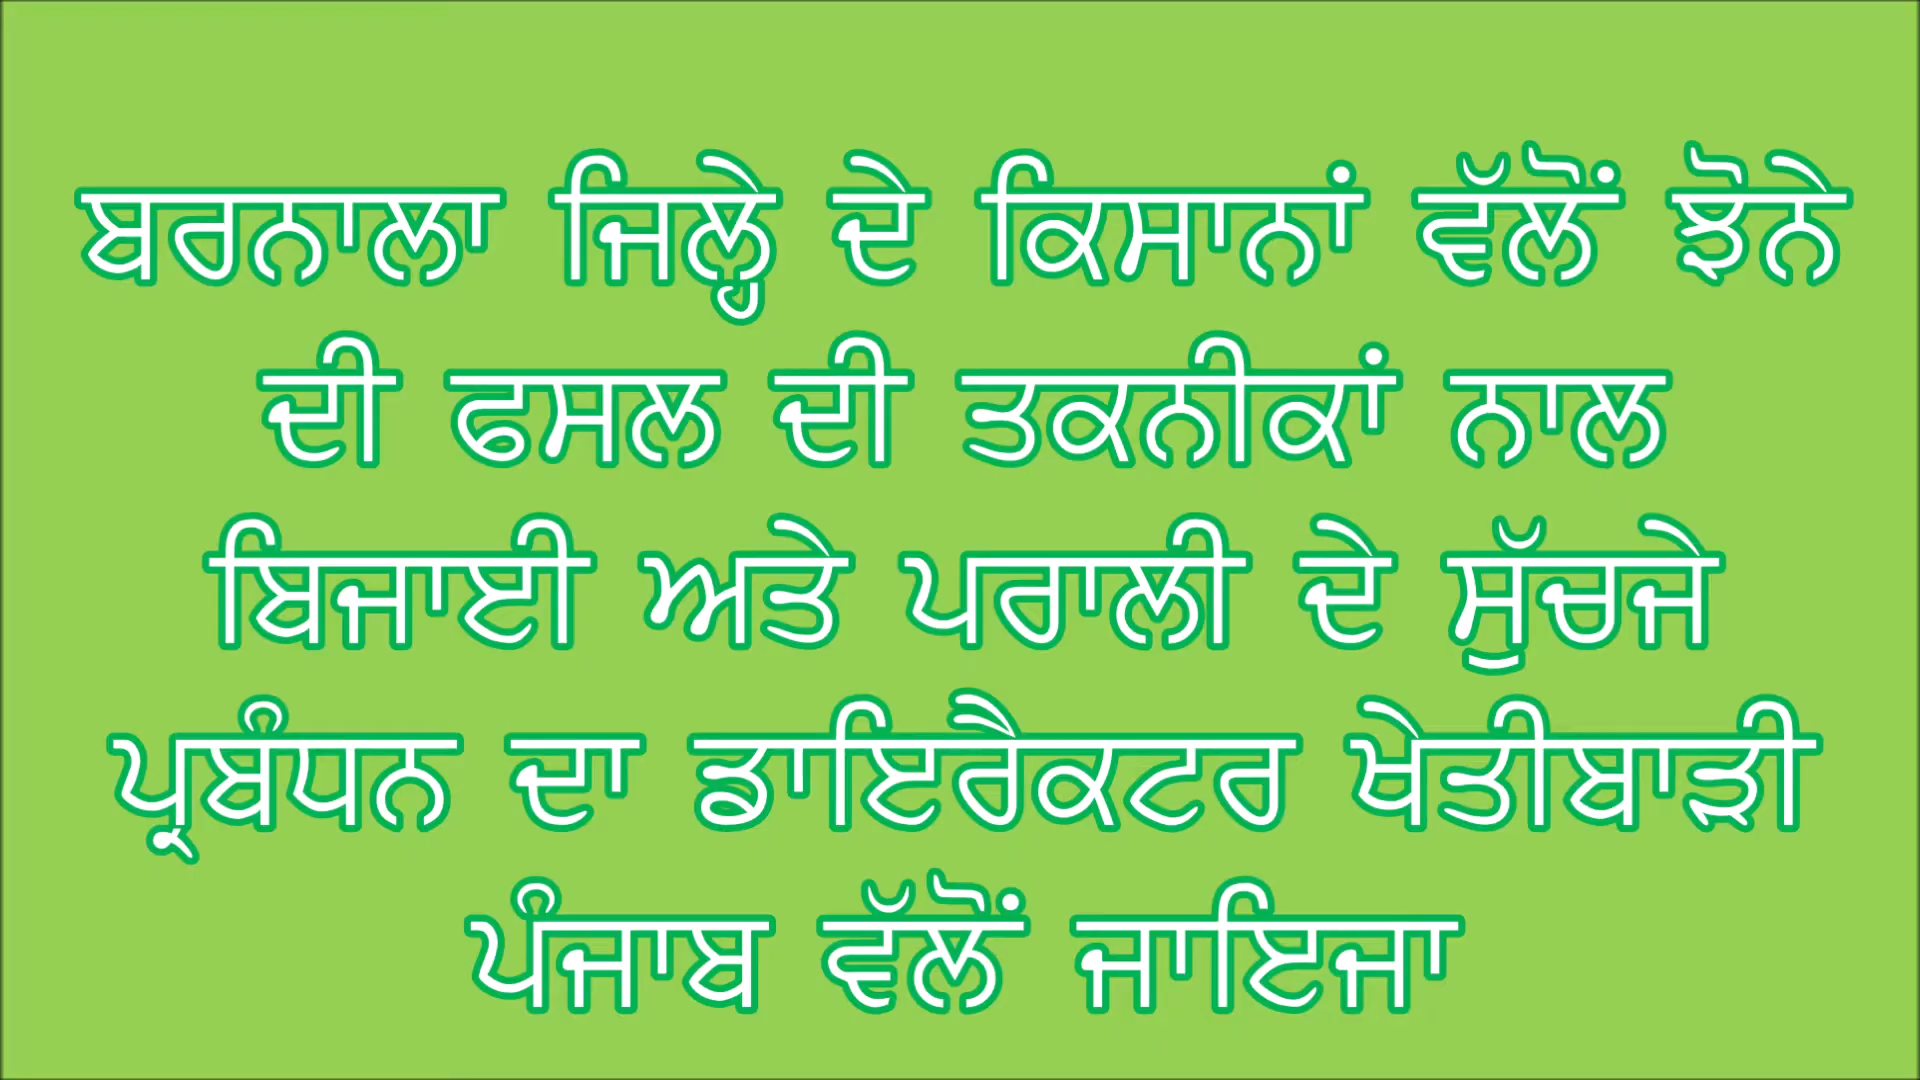 ਬਰਨਾਲਾ ਜਿਲ੍ਹੇ ਦੇ ਕਿਸਾਨਾਂ ਵੱਲੋਂ ਝੋਨੇ
ਦੀ ਫਸਲ ਦੀ ਤਕਨੀਕਾਂ ਨਾਲ
ਬਿਜਾਈ ਅਤੇ ਪਰਾਲੀ ਦੇ ਸੁੱਚਜੇ
ਪ੍ਰਬੰਧਨ ਦਾ ਡਾਇਰੈਕਟਰ ਖੇਤੀਬਾੜੀ
ਪੰਜਾਬ ਵੱਲੋਂ ਜਾਇਜਾ